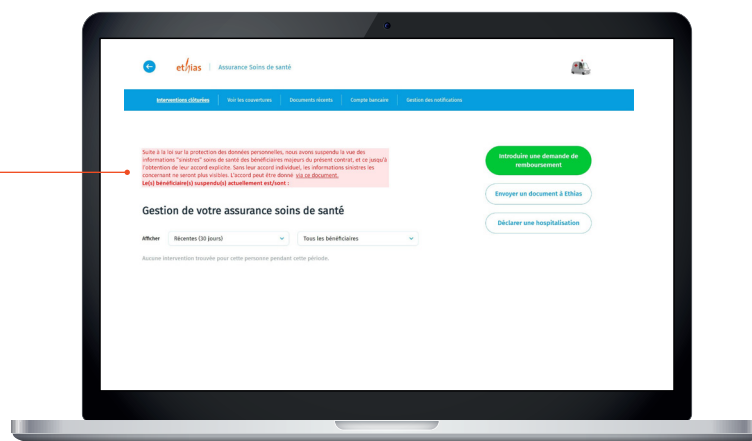 ethias
Assurance Soins de santé
Interventions clôturées
Voir les couvertures
Documents récents
Compte bancaire
Gestion des notifications
Suite à la loi sur la protection des données personnelles, nous avons suspendu la vue des
informations "sinistres" soins de santé des bénéficiaires majeurs du présent contrat, et ce jusqu'à
l'obtention de leur accord explicite. Sans leur accord individuel, les informations sinistres les
concernant ne seront plus visibles. L'accord peut être donné via ce document.
Le(s) bénéficiaire(s) suspendu(s) actuellement est/sont :
Introduire une demande de
remboursement
Envoyer un document à Ethias
Déclarer une hospitalisation
Gestion de votre assurance soins de santé
Afficher
Récentes (30 jours)
Tous les bénéficiaires
Aucune intervention trouvée pour cette personne pendant cette période.